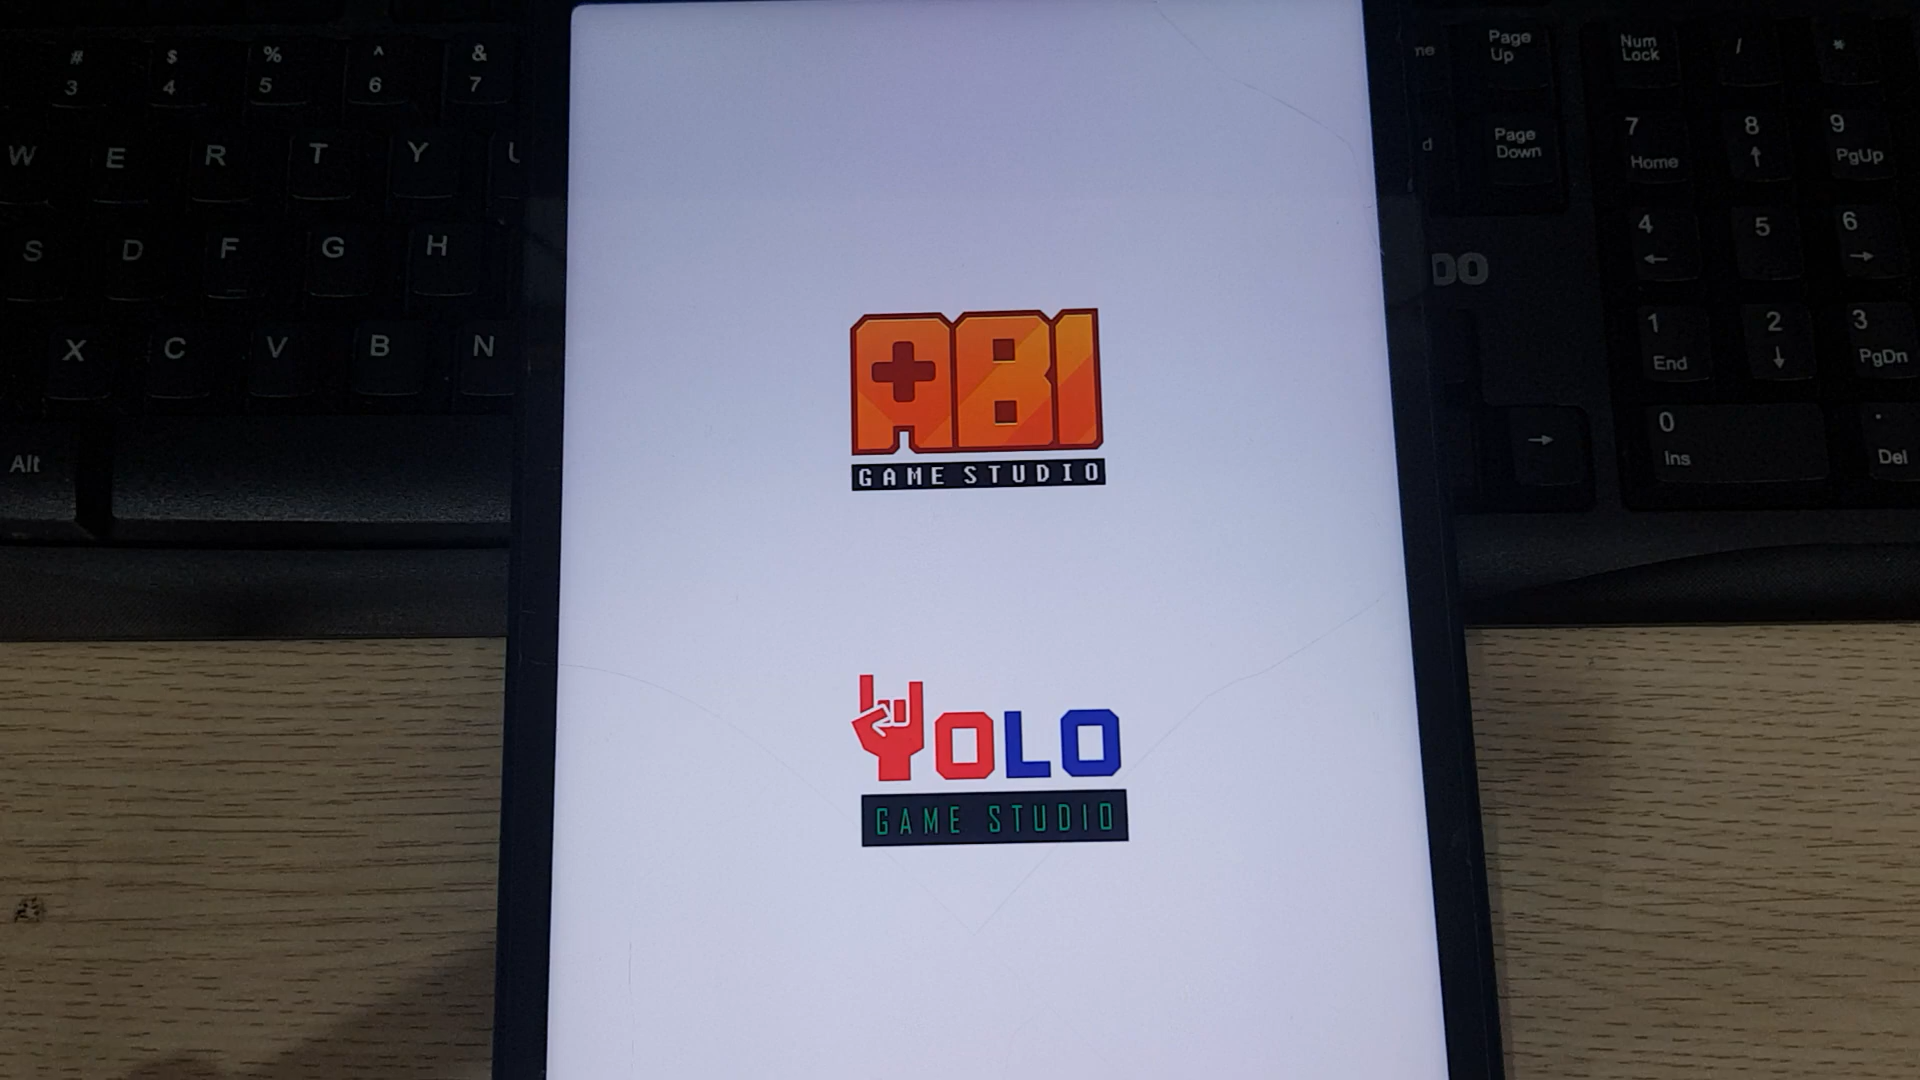 # $ % ^ &
3 4 5 6 7
W E R T Y
S D F G H
X C V B N
Alt
ABI
GAME STUDIO
YOLO
GAME STUDIO
Page Up
Page Down
Num Lock
/
*
7 Home
8 ↑
9 PgUp
4 ←
5
6 →
1 End
2 ↓
3 PgDn
→
0 Ins
. Del